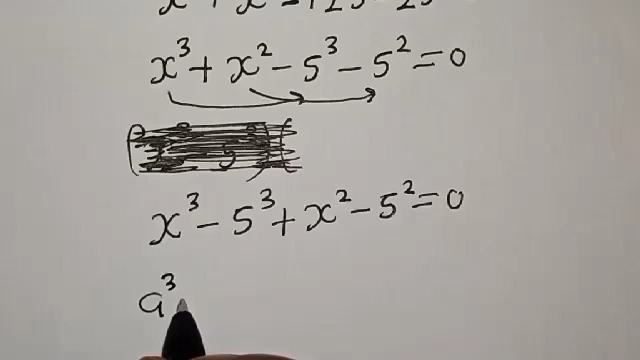 x³ + x² - 5³ - 5² = 0
x³ - 5³ + x² - 5² = 0
a³